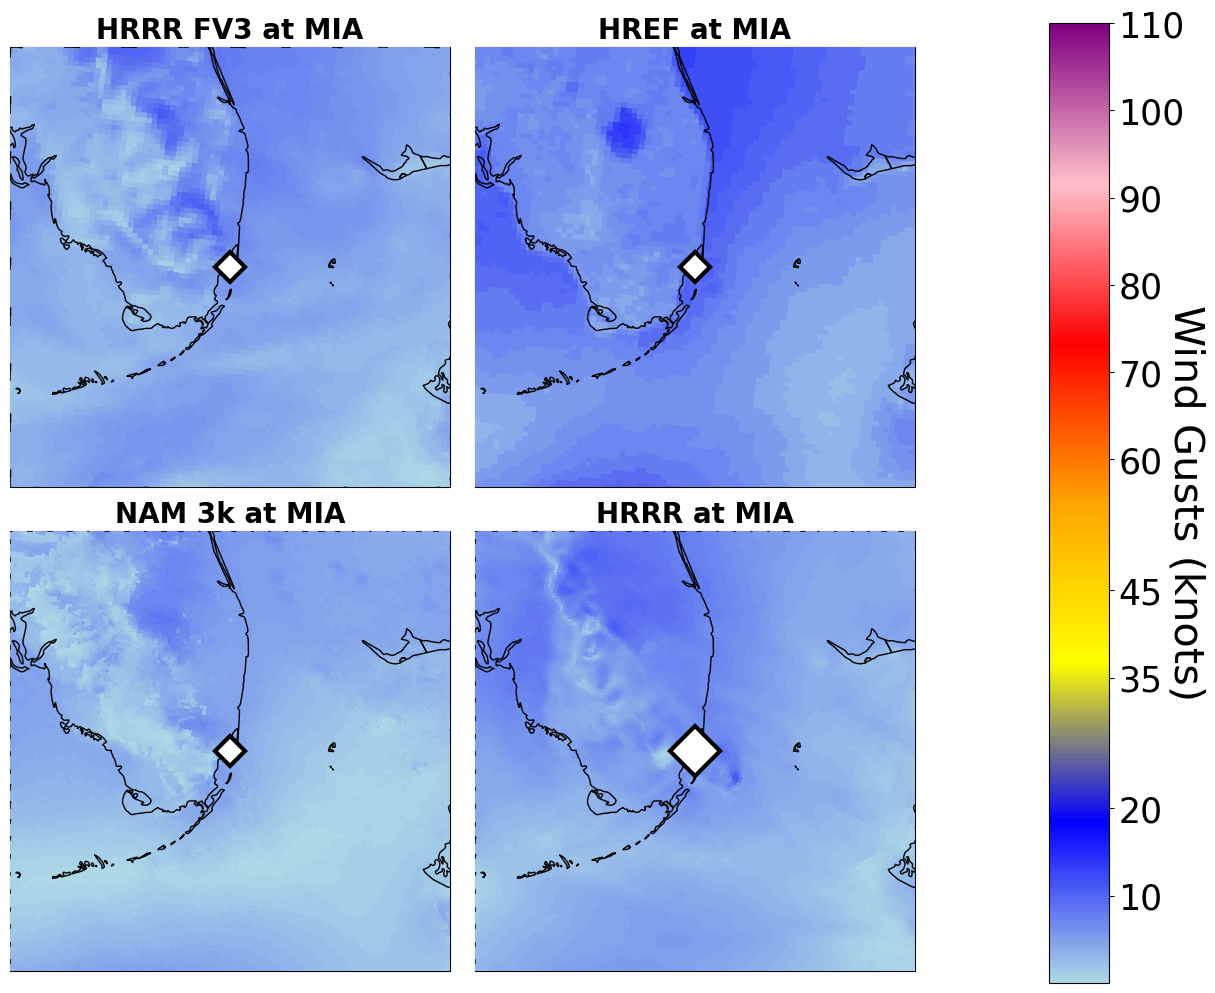 HRRR FV3 at MIA
HREF at MIA
NAM 3k at MIA
HRRR at MIA
110
100
90
80
70
60
45
35
20
10
Wind Gusts (knots)